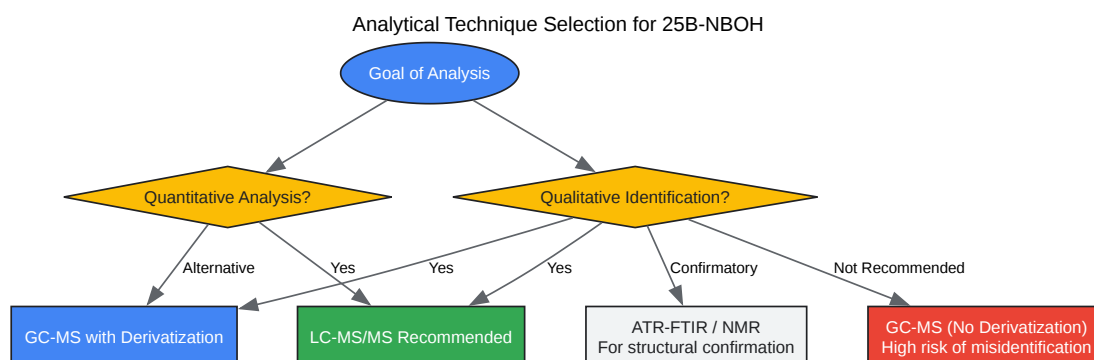 Analytical Technique Selection for 25B-NBOH
Goal of Analysis
Quantitative Analysis?
Qualitative Identification?
Alternative
Yes
Yes
Yes
Confirmatory
Not Recommended
GC-MS with Derivatization
LC-MS/MS Recommended
ATR-FTIR / NMR
For structural confirmation
GC-MS (No Derivatization)
High risk of misidentification